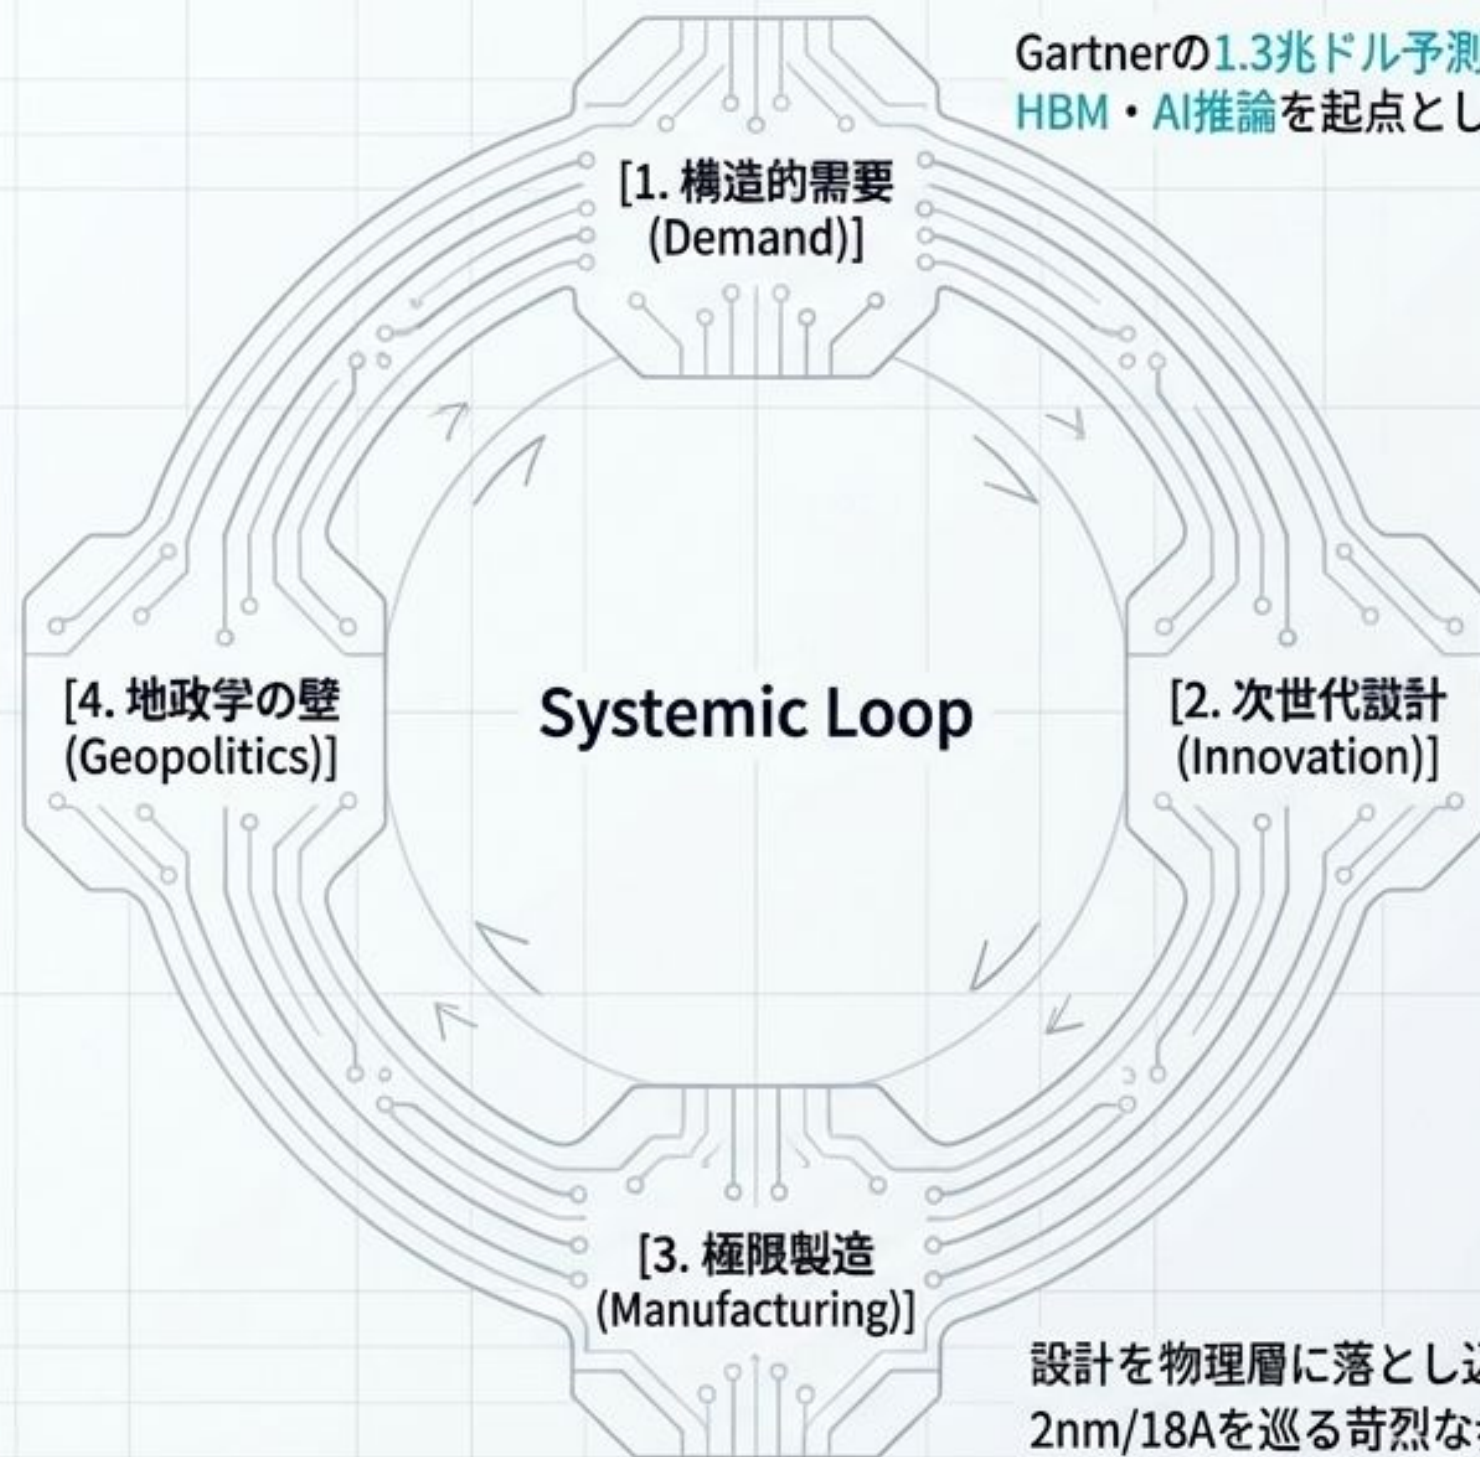 Gartnerの1.3兆ドル予測
HBM・AI推論を起点とし
[1. 構造的需要
(Demand)]
[4. 地政学の壁
(Geopolitics)]
Systemic Loop
[2. 次世代設計
(Innovation)]
[3. 極限製造
(Manufacturing)]
設計を物理層に落とし込
2nm/18Aを巡る苛烈な